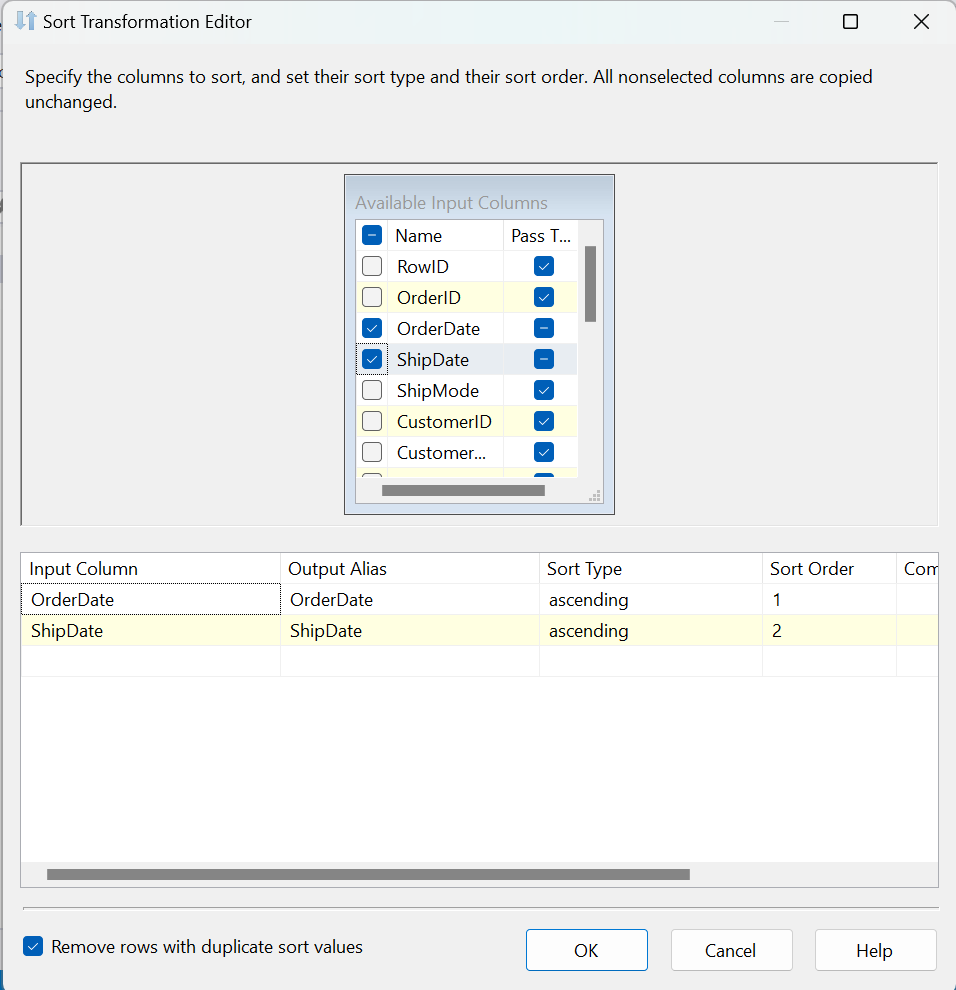 Sort Transformation Editor
Specify the columns to sort, and set their sort type and their sort order. All nonselected columns are copied
unchanged.
Available Input Columns
Name Pass T...
RowID
OrderID
OrderDate
ShipDate
ShipMode
CustomerID
Customer...
Input Column Output Alias Sort Type Sort Order Com
OrderDate OrderDate ascending 1
ShipDate ShipDate ascending 2
Remove rows with duplicate sort values OK Cancel Help